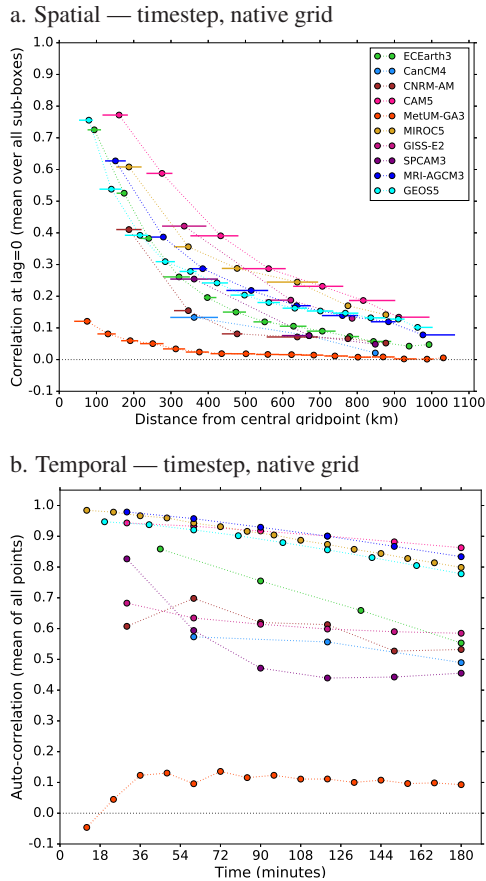 a. Spatial — timestep, native grid
Correlation at lag=0 (mean over all sub-boxes)
1.0
0.9
0.8
0.7
0.6
0.5
0.4
0.3
0.2
0.1
0.0
-0.1
ECEarth3
CanCM4
CNRM-AM
CAM5
MetUM-GA3
MIROC5
GISS-E2
SPCAM3
MRI-AGCM3
GEOS5
0 100 200 300 400 500 600 700 800 900 1000 1100
Distance from central gridpoint (km)
b. Temporal — timestep, native grid
Auto-correlation (mean of all points)
1.0
0.9
0.8
0.7
0.6
0.5
0.4
0.3
0.2
0.1
0.0
-0.1
0 18 36 54 72 90 108 126 144 162 180
Time (minutes)